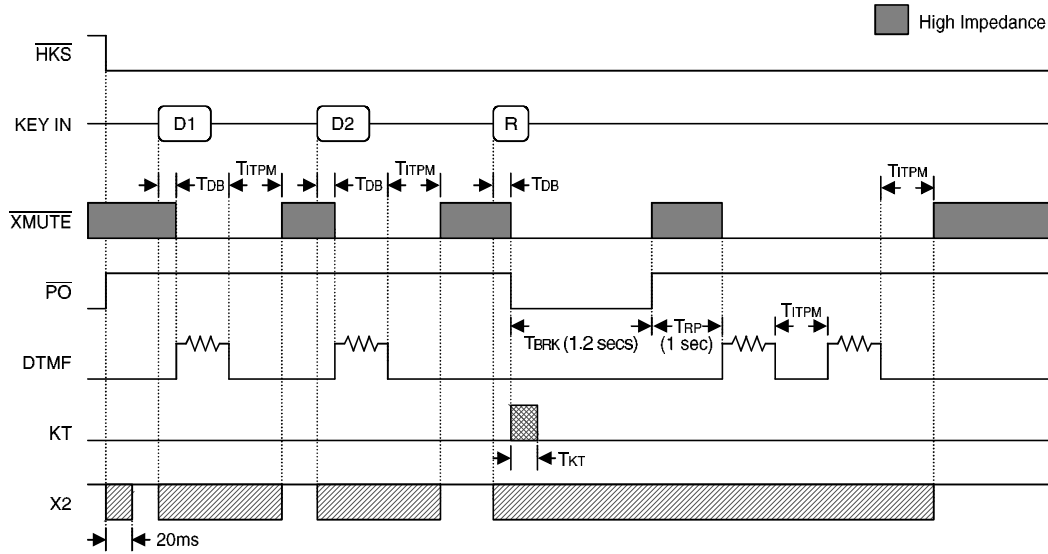 High Impedance
HKS
KEY IN D1 D2 R
TDB TITPM TDB TITPM TDB TITPM
XMUTE
PO
TBRK (1.2 secs) TRP (1 sec) TITPM
DTMF
KT
TKT
X2
20ms